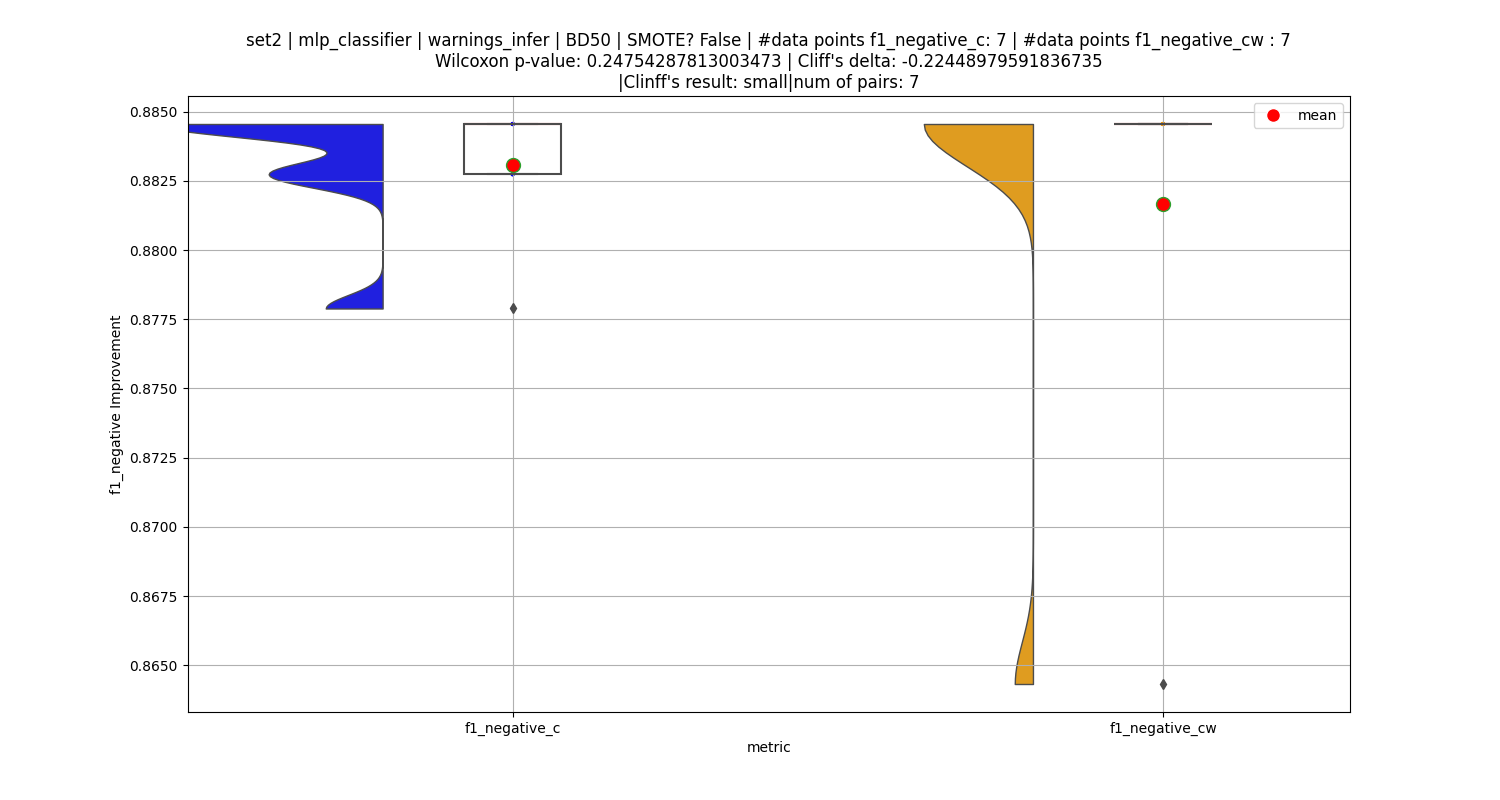 set2 | mlp_classifier | warnings_infer | BD50 | SMOTE? False | #data points f1_negative_c: 7 | #data points f1_negative_cw : 7
Wilcoxon p-value: 0.24754287813003473 | Cliff's delta: -0.22448979591836735
|Clinff's result: small|num of pairs: 7
mean
0.8850
0.8825
0.8800
0.8775
0.8750
0.8725
0.8700
0.8675
0.8650
f1_negative Improvement
f1_negative_c
f1_negative_cw
metric